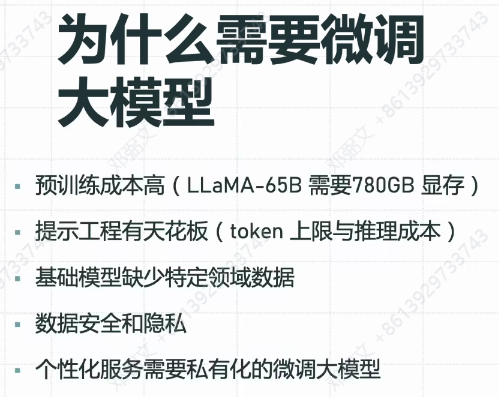 为什么需要微调
大模型
▪ 预训练成本高（LLaMA-65B 需要780GB 显存）
▪ 提示工程有天花板（token 上限与推理成本）
▪ 基础模型缺少特定领域数据
▪ 数据安全和隐私
▪ 个性化服务需要私有化的微调大模型